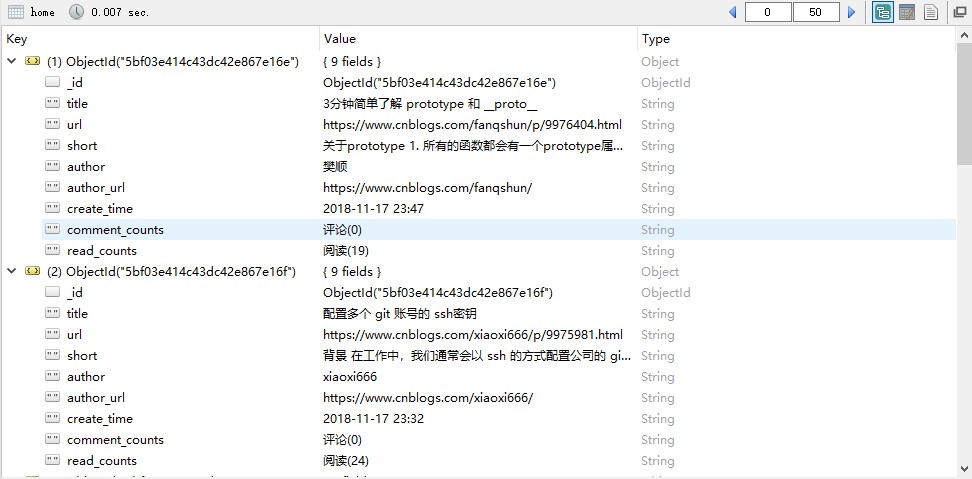 home 0.007 sec. 0 50
Key Value Type
(1) ObjectId("5bf03e414c43dc42e867e16e") { 9 fields } Object
_id ObjectId("5bf03e414c43dc42e867e16e") ObjectId
title 3分钟简单了解 prototype 和 __proto__ String
url https://www.cnblogs.com/fanqshun/p/9976404.html String
short 关于prototype 1. 所有的函数都会有一个prototype属... String
author 樊顺 String
author_url https://www.cnblogs.com/fanqshun/ String
create_time 2018-11-17 23:47 String
comment_counts 评论(0) String
read_counts 阅读(19) String
(2) ObjectId("5bf03e414c43dc42e867e16f") { 9 fields } Object
_id ObjectId("5bf03e414c43dc42e867e16f") ObjectId
title 配置多个 git 账号的 ssh密钥 String
url https://www.cnblogs.com/xiaoxi666/p/9975981.html String
short 背景 在工作中，我们通常会以 ssh 的方式配置公司的 gi... String
author xiaoxi666 String
author_url https://www.cnblogs.com/xiaoxi666/ String
create_time 2018-11-17 23:32 String
comment_counts 评论(0) String
read_counts 阅读(24) String